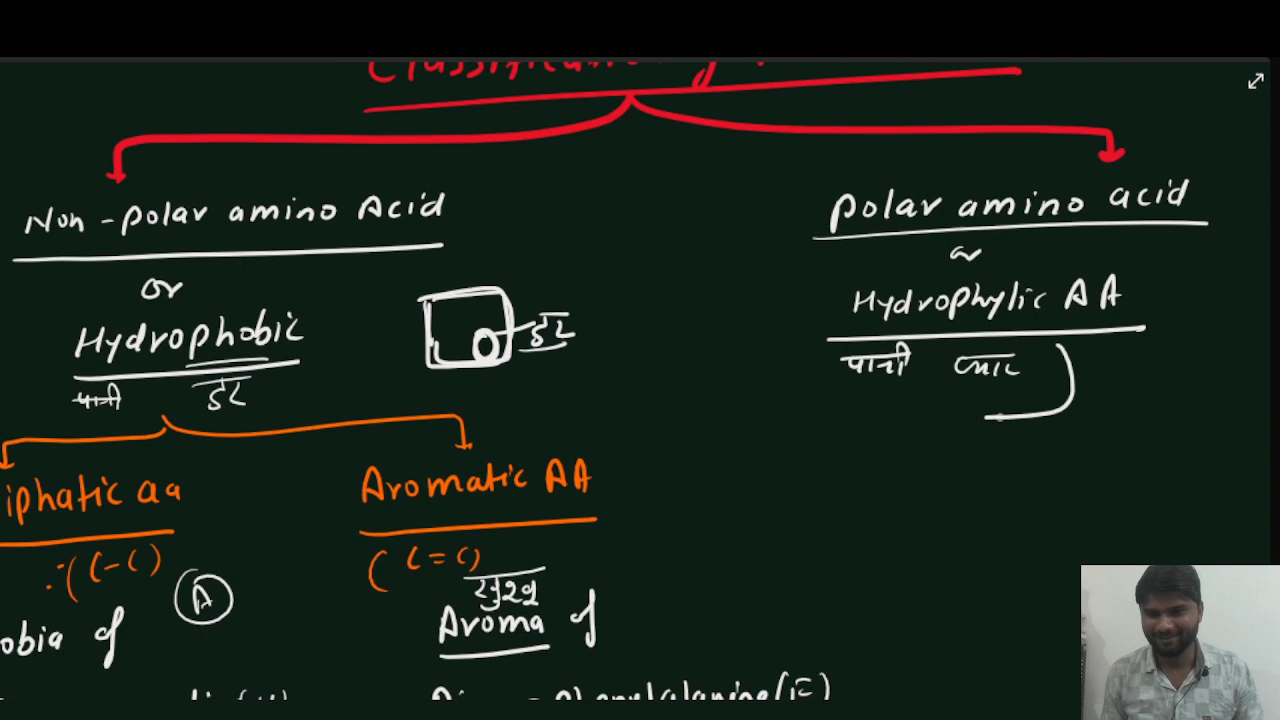 Non-polar amino Acid
or
Hydrophobic
पानी डर
डर
polar amino acid
or
Hydrophylic AA
पानी प्यार
iphatic aa
(C-C)
A
obia of
Aromatic AA
(C=C)
खुशबु
Aroma of